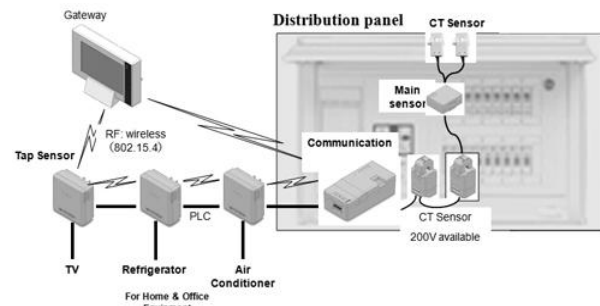 Gateway
Distribution panel
CT Sensor
Main
sensor
RF: wireless
(802.15.4)
Tap Sensor
Communication
PLC
CT Sensor
200V available
TV
Refrigerator
Air
Conditioner
For Home & Office